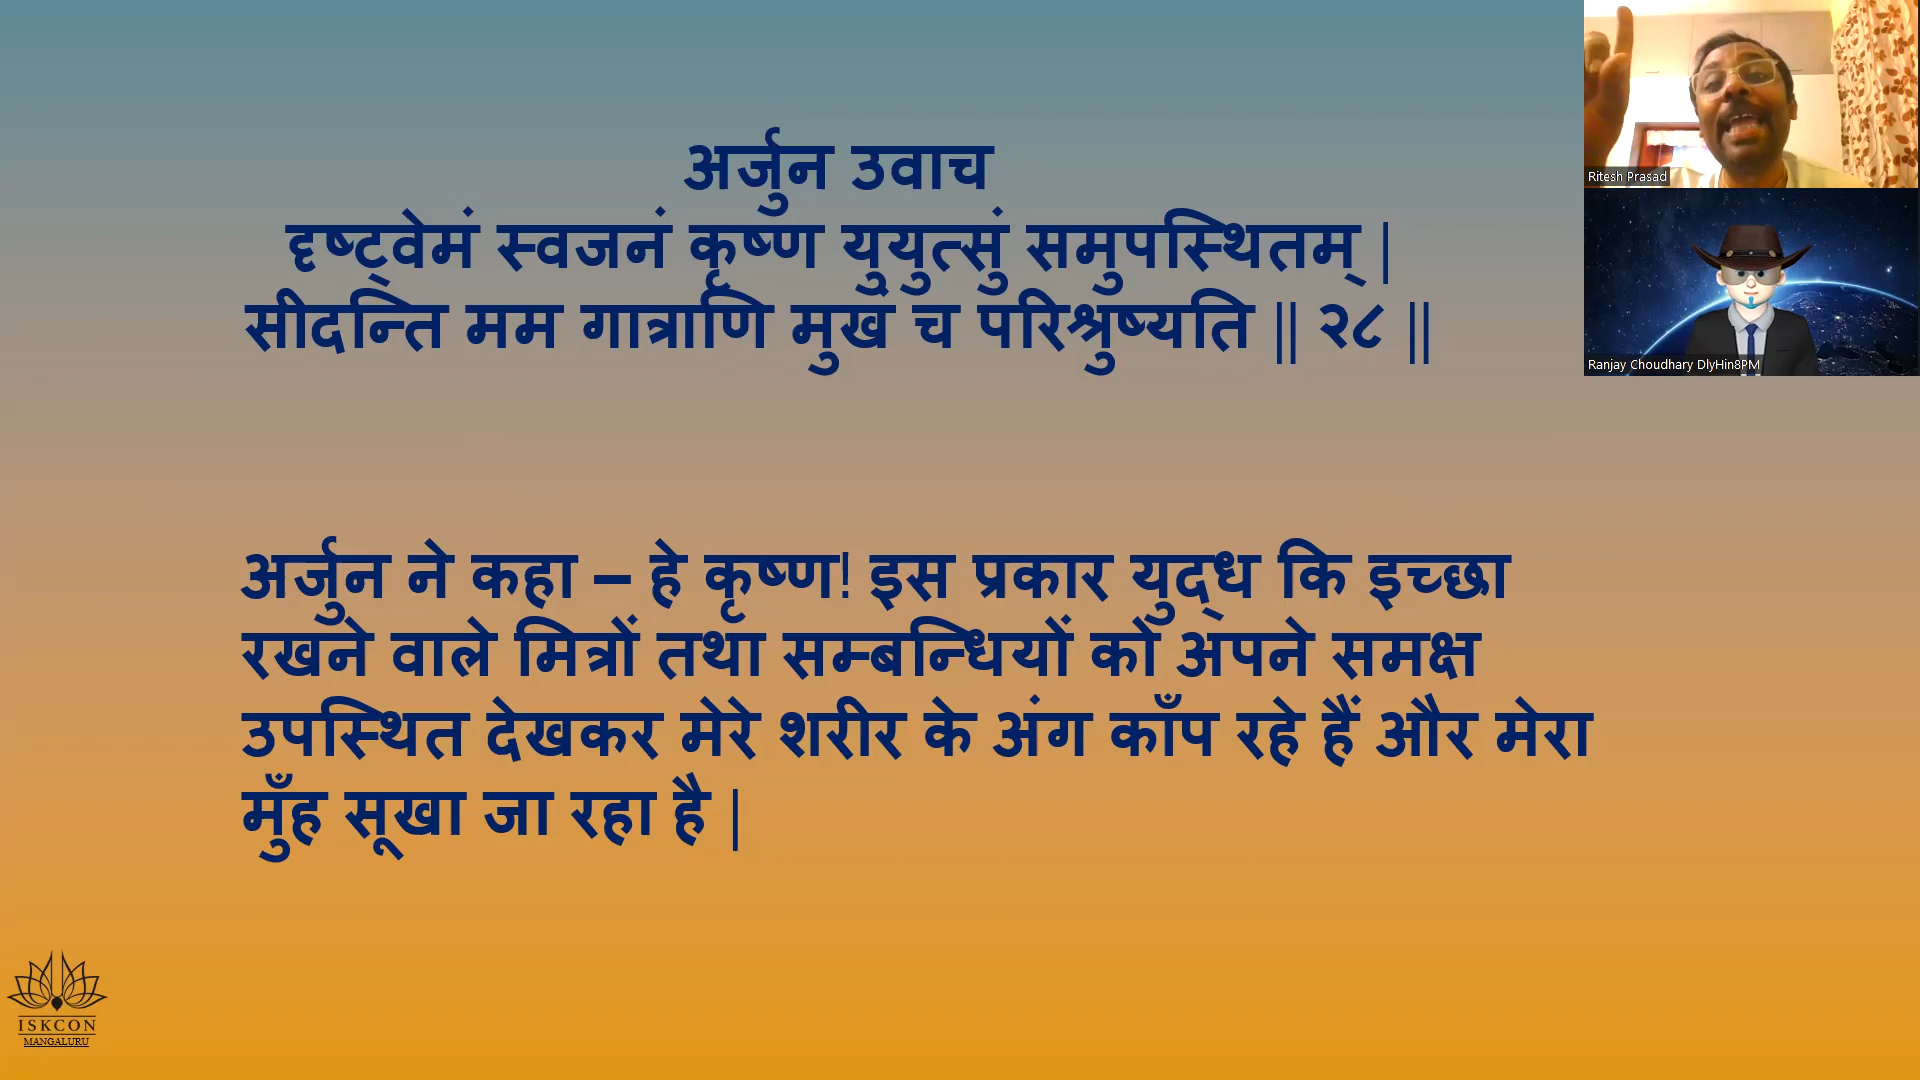 अर्जुन उवाच
दृष्ट्वेमं स्वजनं कृष्ण युयुत्सुं समुपस्थितम् |
सीदन्ति मम गात्राणि मुखं च परिश्रुष्यति || २८ ||
अर्जुन ने कहा – हे कृष्ण! इस प्रकार युद्ध कि इच्छा
रखने वाले मित्रों तथा सम्बन्धियों को अपने समक्ष
उपस्थित देखकर मेरे शरीर के अंग काँप रहे हैं और मेरा
मुँह सूखा जा रहा है |
Ritesh Prasad
Ranjay Choudhary DlyHin8PM
ISKCON
MANGALURU